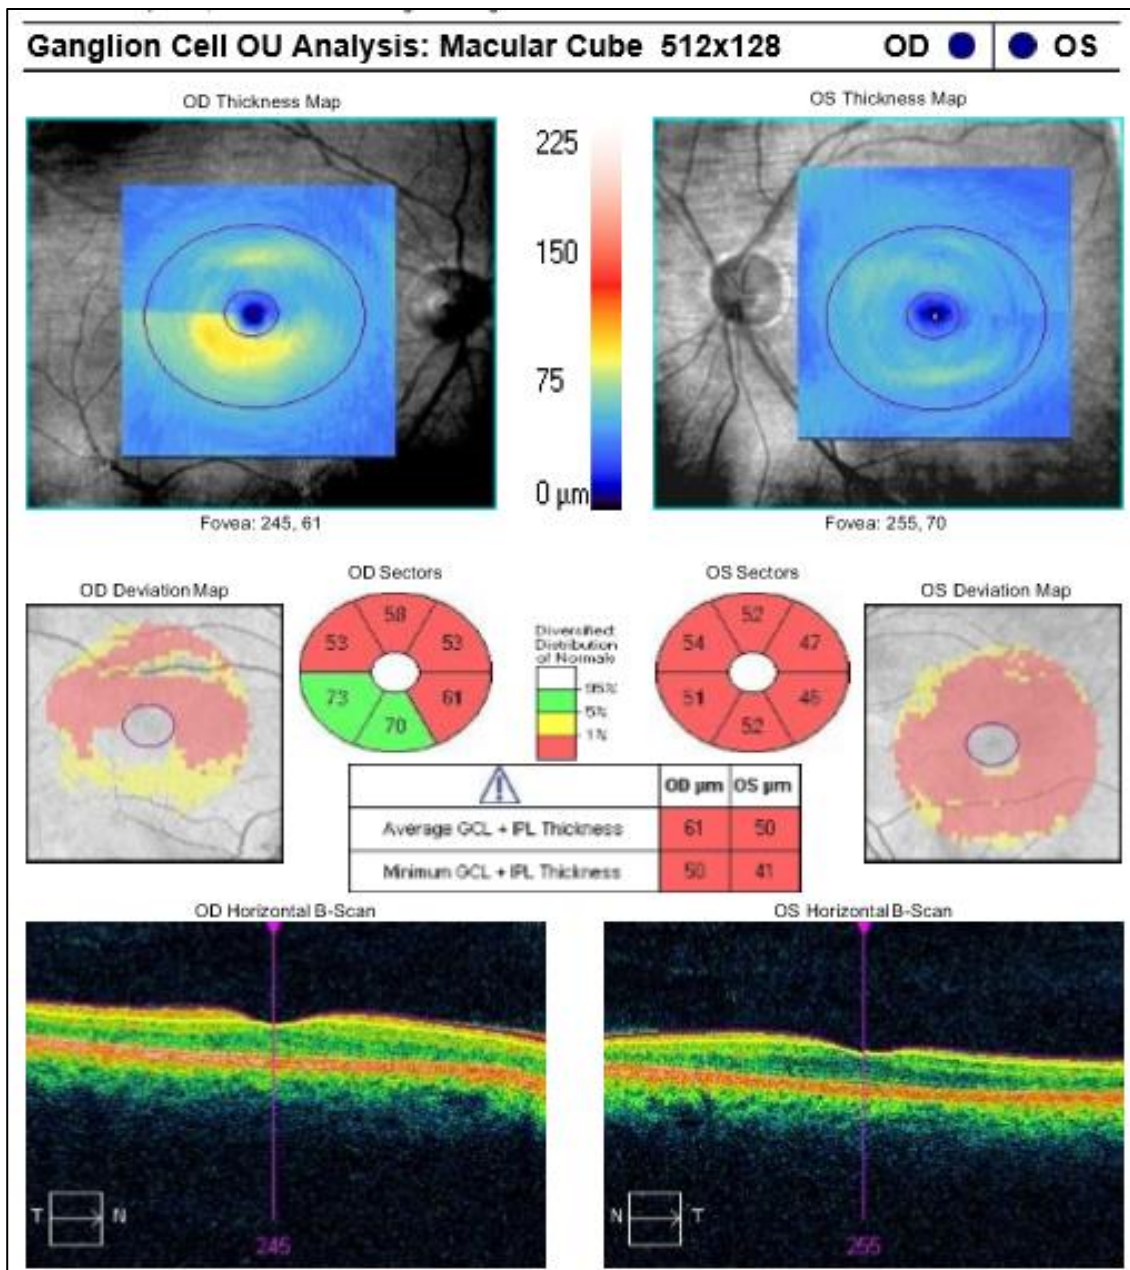 Ganglion Cell OU Analysis: Macular Cube 512x128 OD OS
OD Thickness Map
OS Thickness Map
225
150
75
0 µm
Fovea: 245, 61
Fovea: 255, 70
OD Deviation Map
OD Sectors
OS Sectors
OS Deviation Map
58
53
53
73
61
70
Diversified
Distribution
of Normals
95%
5%
1%
52
54
47
51
46
52
OD µm OS µm
Average GCL + IPL Thickness 61 50
Minimum GCL + IPL Thickness 50 41
OD Horizontal B-Scan
OS Horizontal B-Scan
T N
245
N T
255